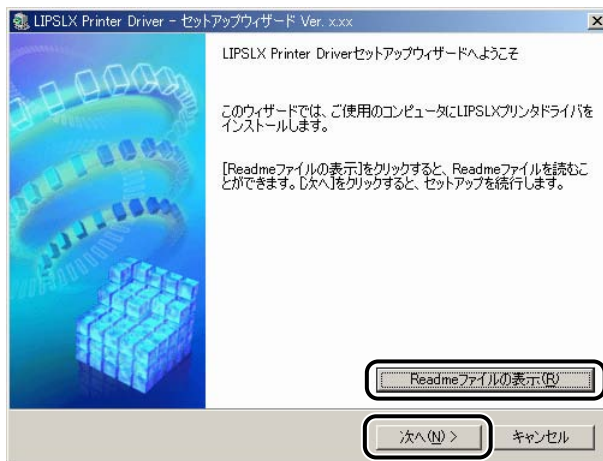 LIPSLX Printer Driver - セットアップウィザード Ver. x.xx
LIPSLX Printer Driverセットアップウィザードへようこそ
このウィザードでは、ご使用のコンピュータにLIPSLXプリンタドライバを
インストールします。
[Readmeファイルの表示]をクリックすると、Readmeファイルを読むこ
とができます。[次へ]をクリックすると、セットアップを続行します。
Readmeファイルの表示(R)
次へ(N) >
キャンセル